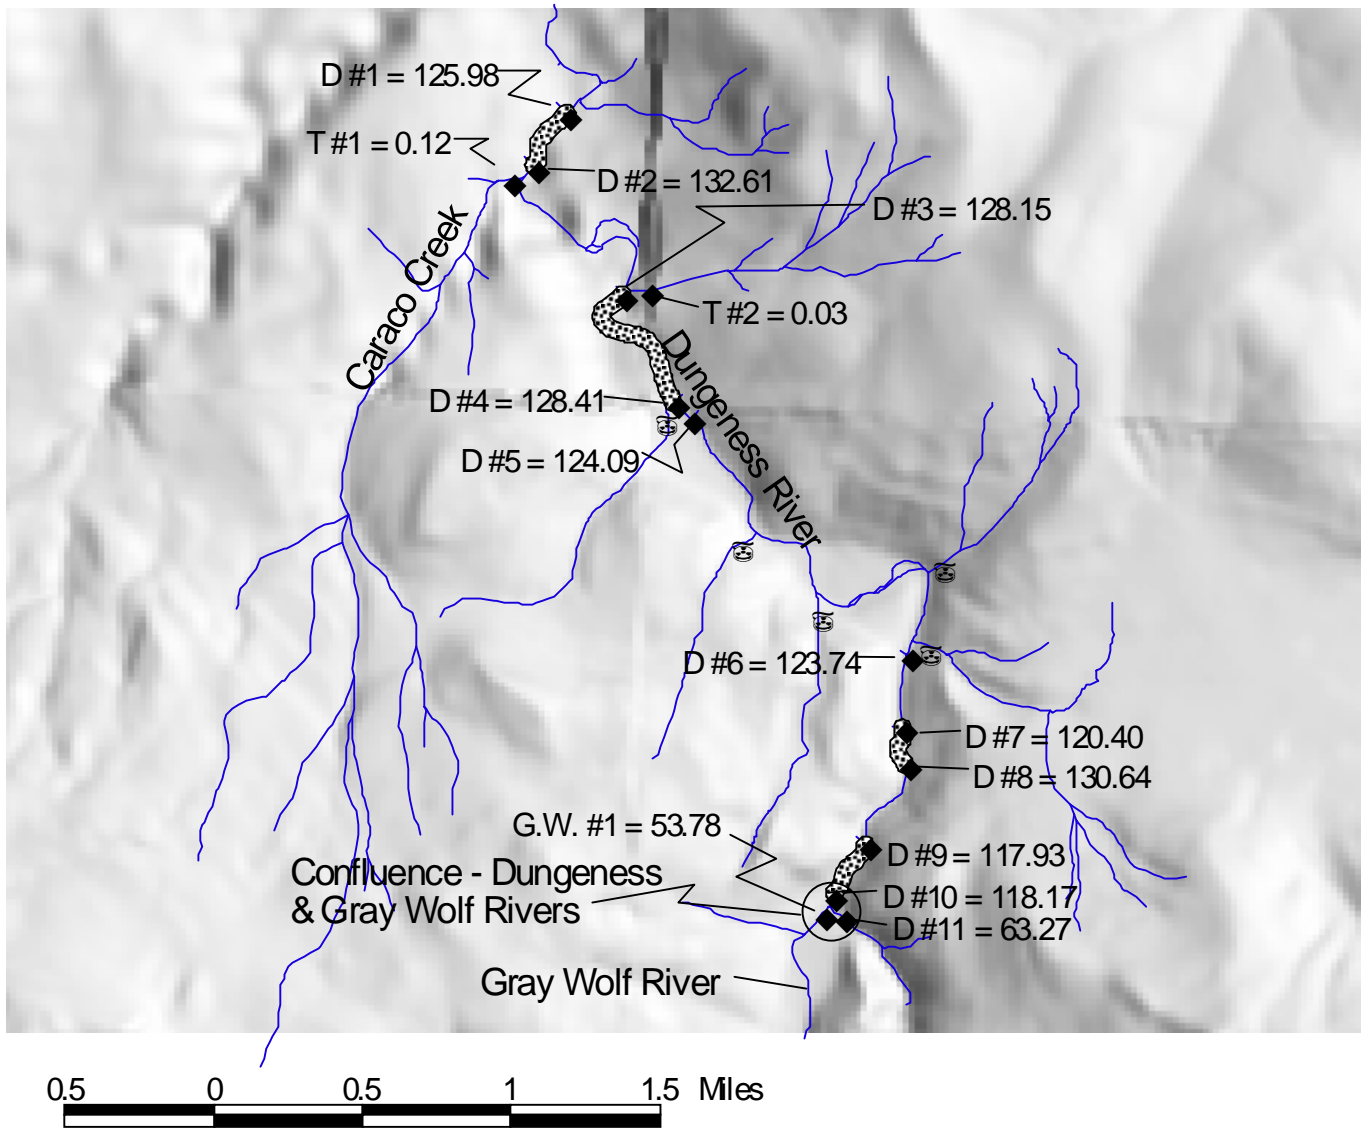 D #1 = 125.98
T #1 = 0.12
D #2 = 132.61
D #3 = 128.15
Caraco Creek
T #2 = 0.03
Dungeness River
D #4 = 128.41
D #5 = 124.09
D #6 = 123.74
D #7 = 120.40
D #8 = 130.64
G.W. #1 = 53.78
D #9 = 117.93
Confluence - Dungeness
& Gray Wolf Rivers
D #10 = 118.17
D #11 = 63.27
Gray Wolf River
0.5 0 0.5 1 1.5 Miles